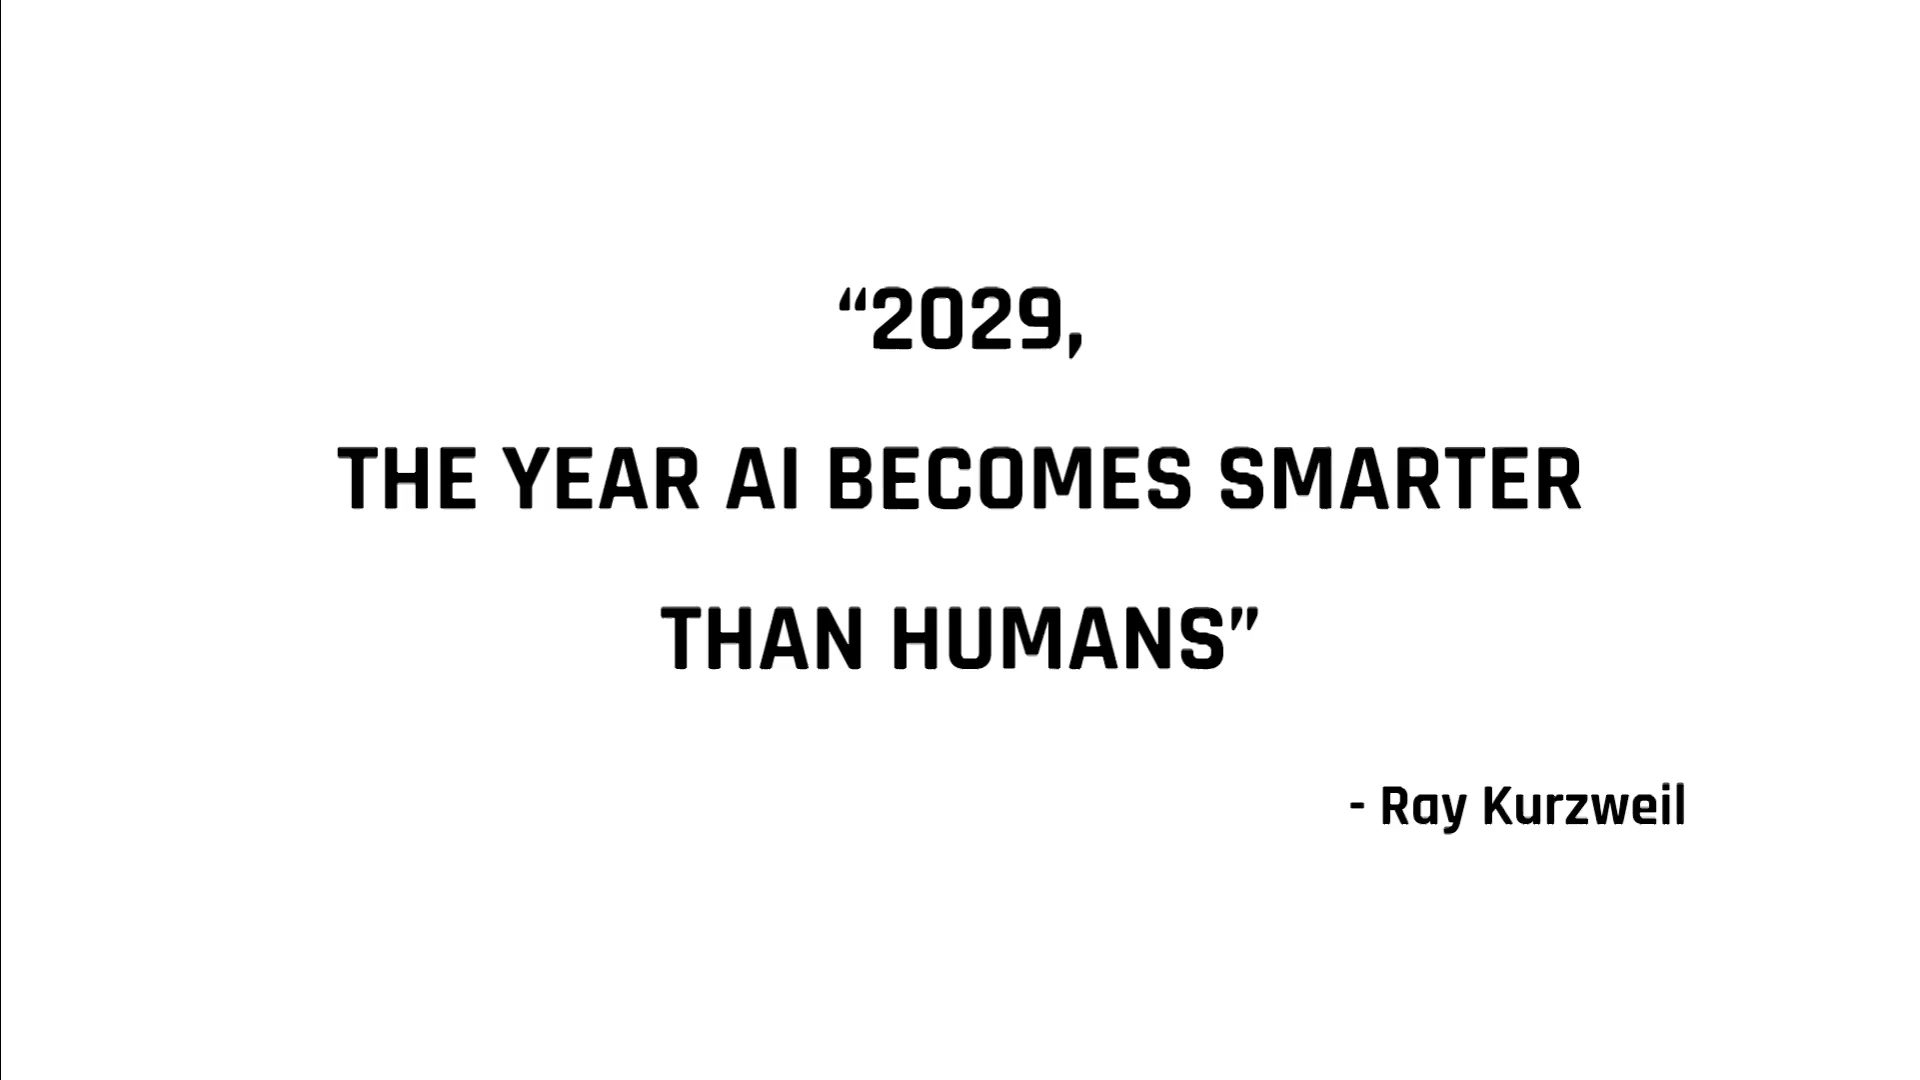 “2029,
THE YEAR AI BECOMES SMARTER
THAN HUMANS”
- Ray Kurzweil